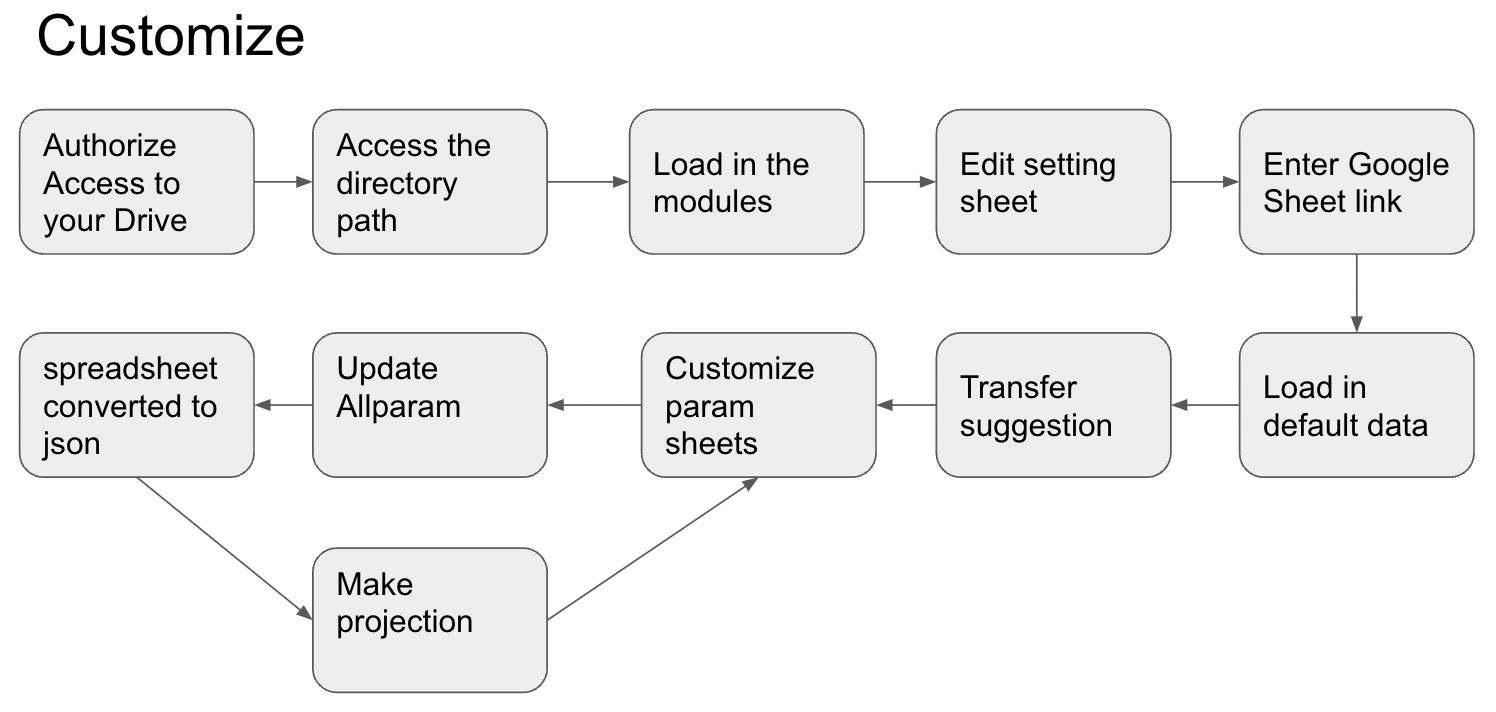 Customize
Authorize
Access to
your Drive
Access the
directory
path
Load in the
modules
Edit setting
sheet
Enter Google
Sheet link
spreadsheet
converted to
json
Update
Allparam
Customize
param
sheets
Transfer
suggestion
Load in
default data
Make
projection